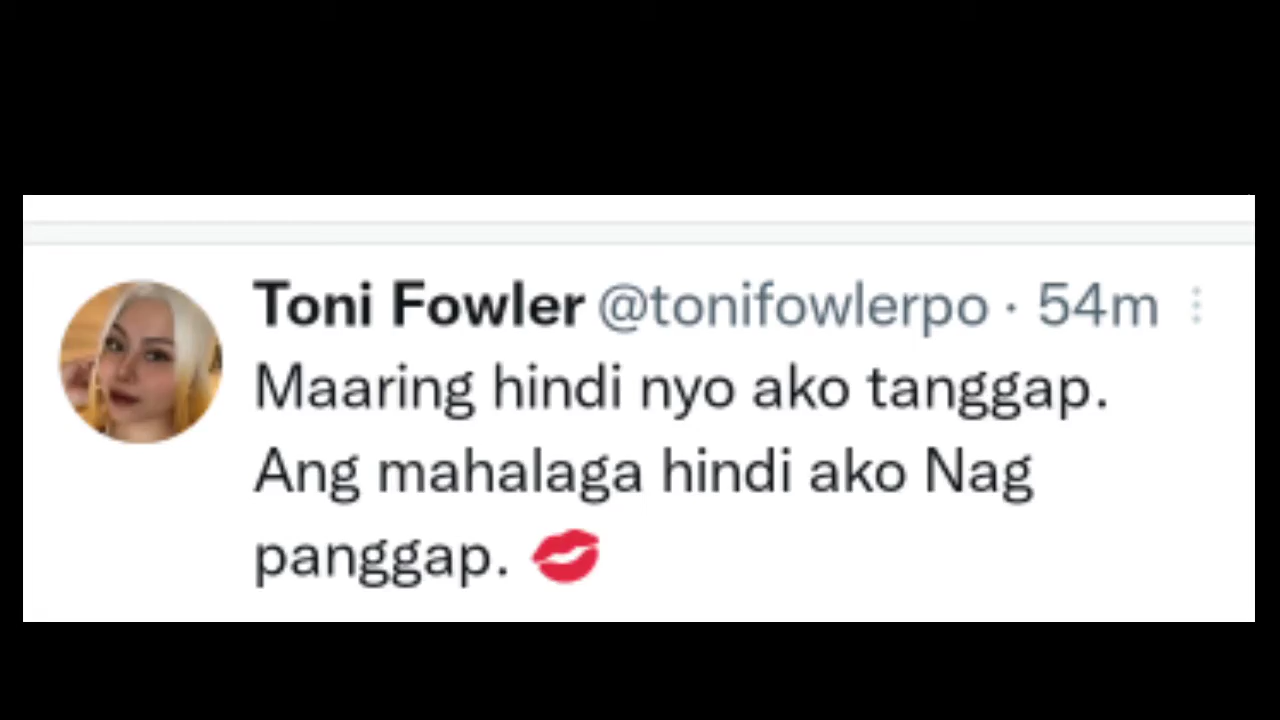 Toni Fowler @tonifowlerpo · 54m
Maaring hindi nyo ako tanggap.
Ang mahalaga hindi ako Nag
panggap. 💋